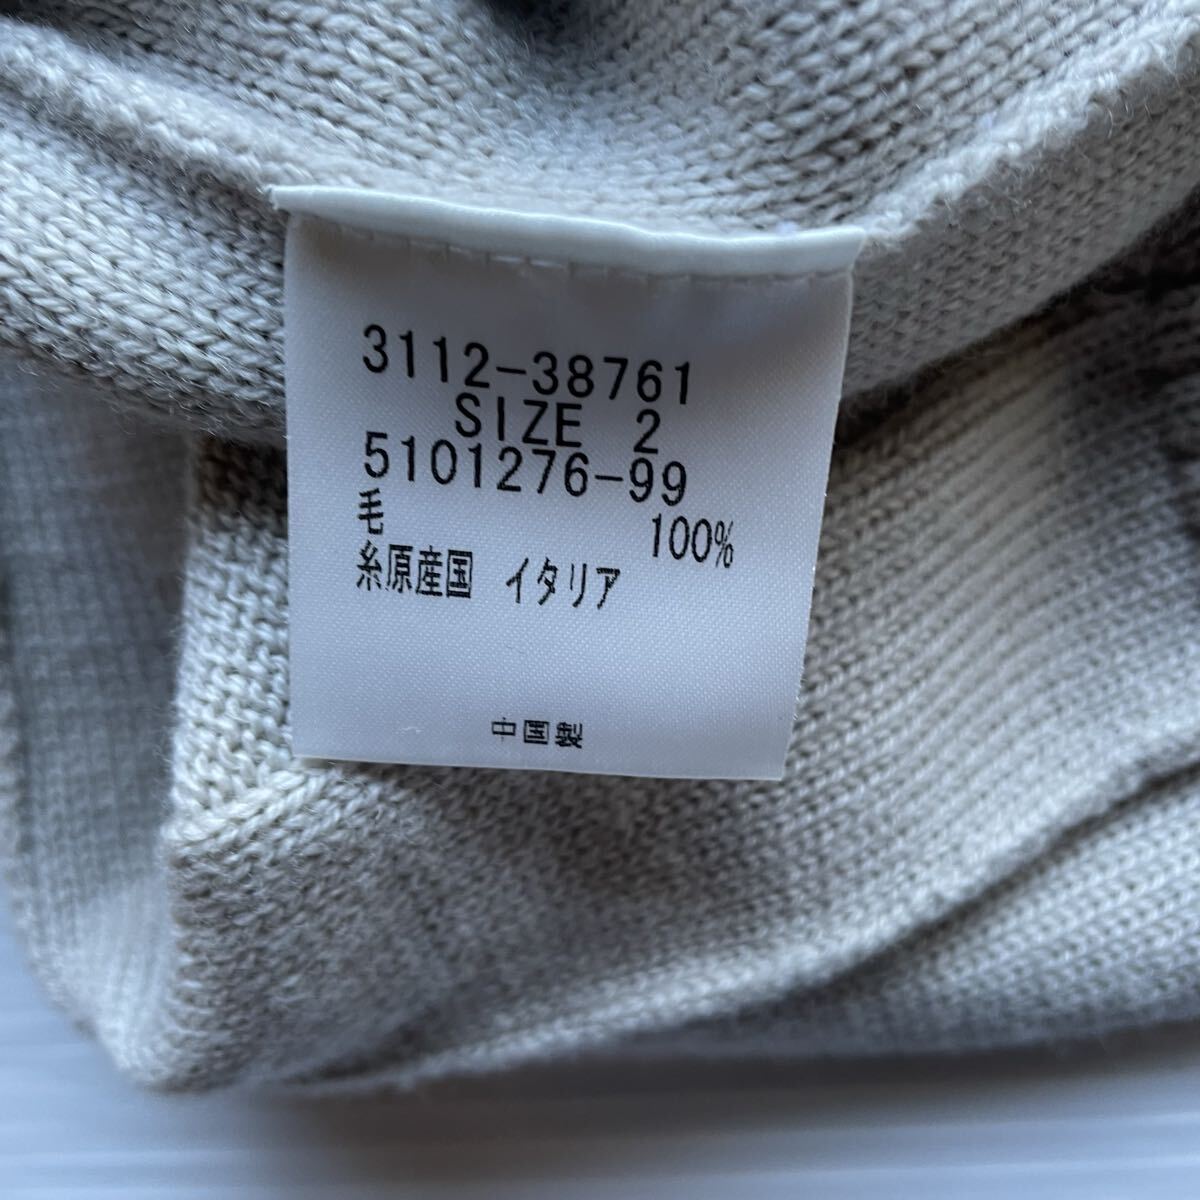 3112-38761
SIZE 2
5101276-99
毛 100%
糸原産国 イタリア
中国製